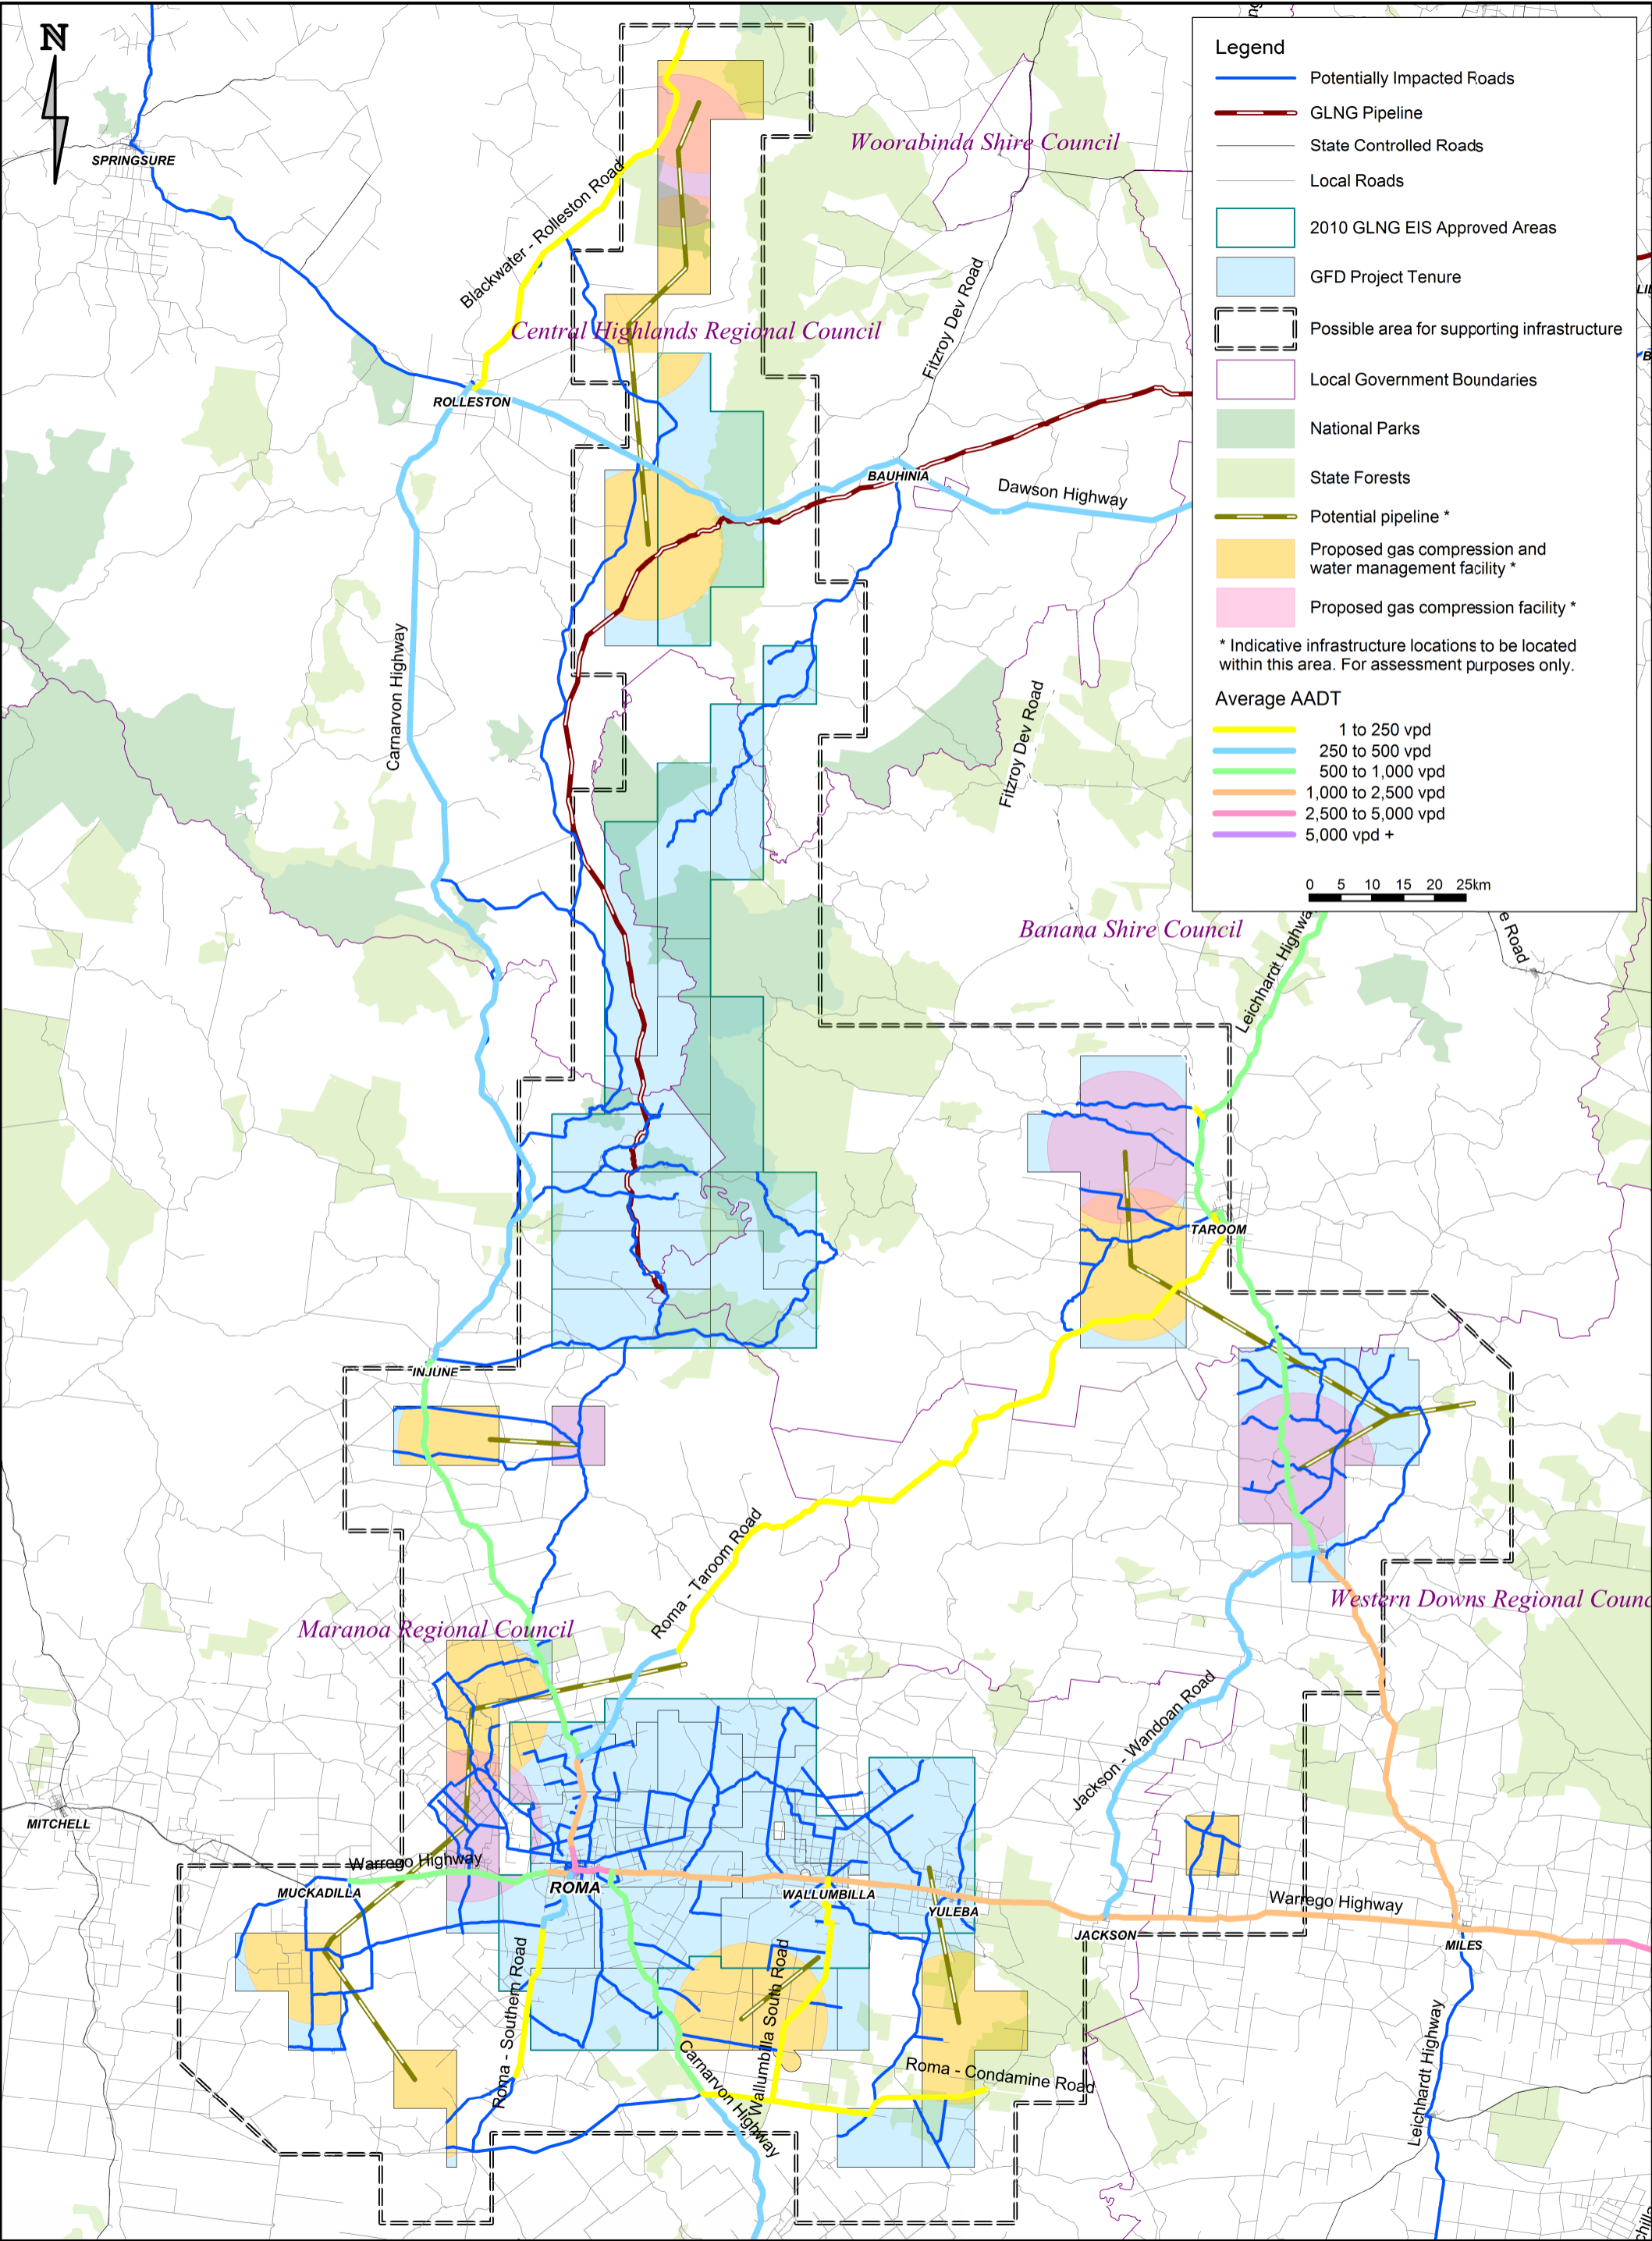 N
SPRINGSURE
Woorabinda Shire Council
Blackwater - Rolleston Road
Central Highlands Regional Council
Fitzroy Dev Road
ROLLESTON
BAUHINIA
Dawson Highway
Carnarvon Highway
Fitzroy Dev Road
Banana Shire Council
Leichhardt Highwa
e Road
TAROOM
INJUNE
Roma - Taroom Road
Maranoa Regional Council
Western Downs Regional Counc
Jackson - Wandoan Road
MITCHELL
Warrego Highway
MUCKADILLA
ROMA
WALLUMBILLA
YULEBA
Warrego Highway
JACKSON
MILES
Roma - Southern Road
Wallumbilla South Road
Carnarvon Highway
Roma - Condamine Road
Leichhardt Highway
Legend
Potentially Impacted Roads
GLNG Pipeline
State Controlled Roads
Local Roads
2010 GLNG EIS Approved Areas
GFD Project Tenure
Possible area for supporting infrastructure
Local Government Boundaries
National Parks
State Forests
Potential pipeline *
Proposed gas compression and
water management facility *
Proposed gas compression facility *
* Indicative infrastructure locations to be located
within this area. For assessment purposes only.
Average AADT
1 to 250 vpd
250 to 500 vpd
500 to 1,000 vpd
1,000 to 2,500 vpd
2,500 to 5,000 vpd
5,000 vpd +
0 5 10 15 20 25km